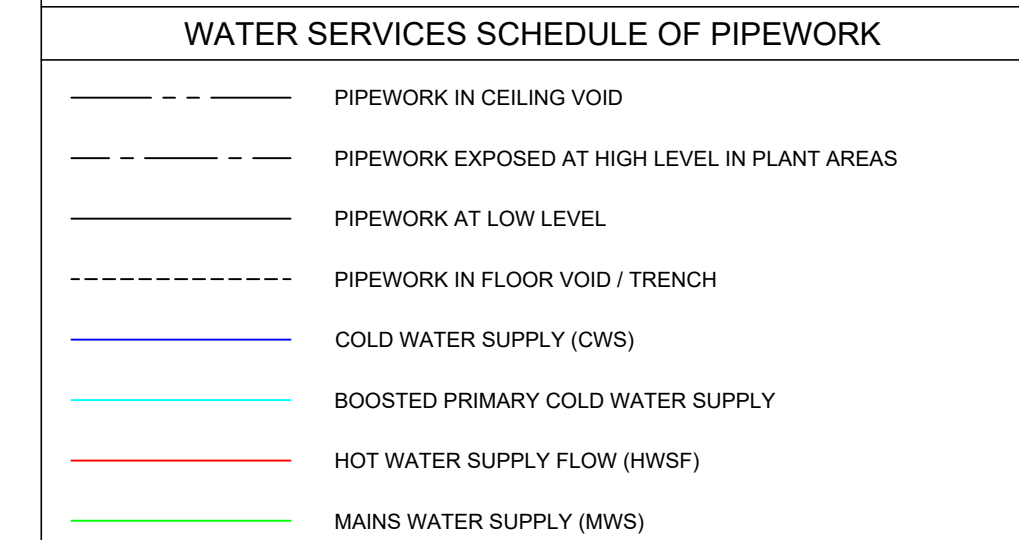 WATER SERVICES SCHEDULE OF PIPEWORK
PIPEWORK IN CEILING VOID
PIPEWORK EXPOSED AT HIGH LEVEL IN PLANT AREAS
PIPEWORK AT LOW LEVEL
PIPEWORK IN FLOOR VOID / TRENCH
COLD WATER SUPPLY (CWS)
BOOSTED PRIMARY COLD WATER SUPPLY
HOT WATER SUPPLY FLOW (HWSF)
MAINS WATER SUPPLY (MWS)